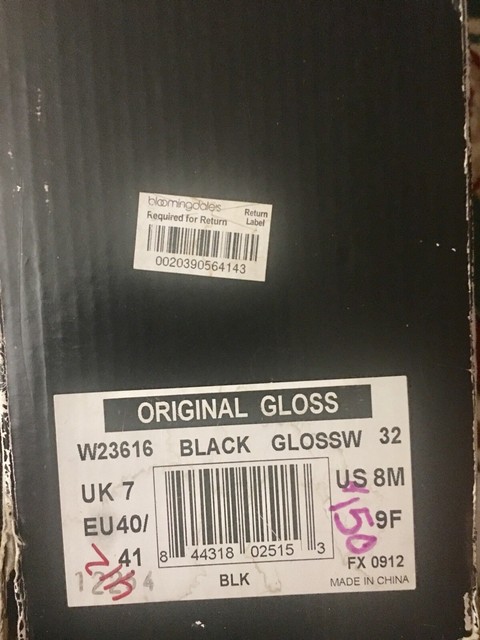 bloomingdales
Required for Return
Return
Label
0020390564143
ORIGINAL GLOSS
W23616 BLACK GLOSSW 32
UK 7
US 8M
EU40/
41
9F
$150
8 44318 02515 3
FX 0912
BLK
MADE IN CHINA